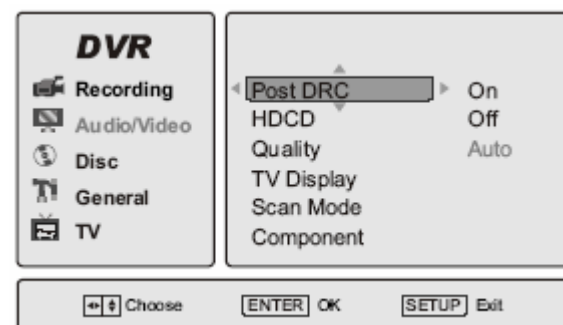 DVR
Recording
Audio/Video
Disc
General
TV
Post DRC On
HDCD Off
Quality Auto
TV Display
Scan Mode
Component
Choose ENTER OK SETUP Exit